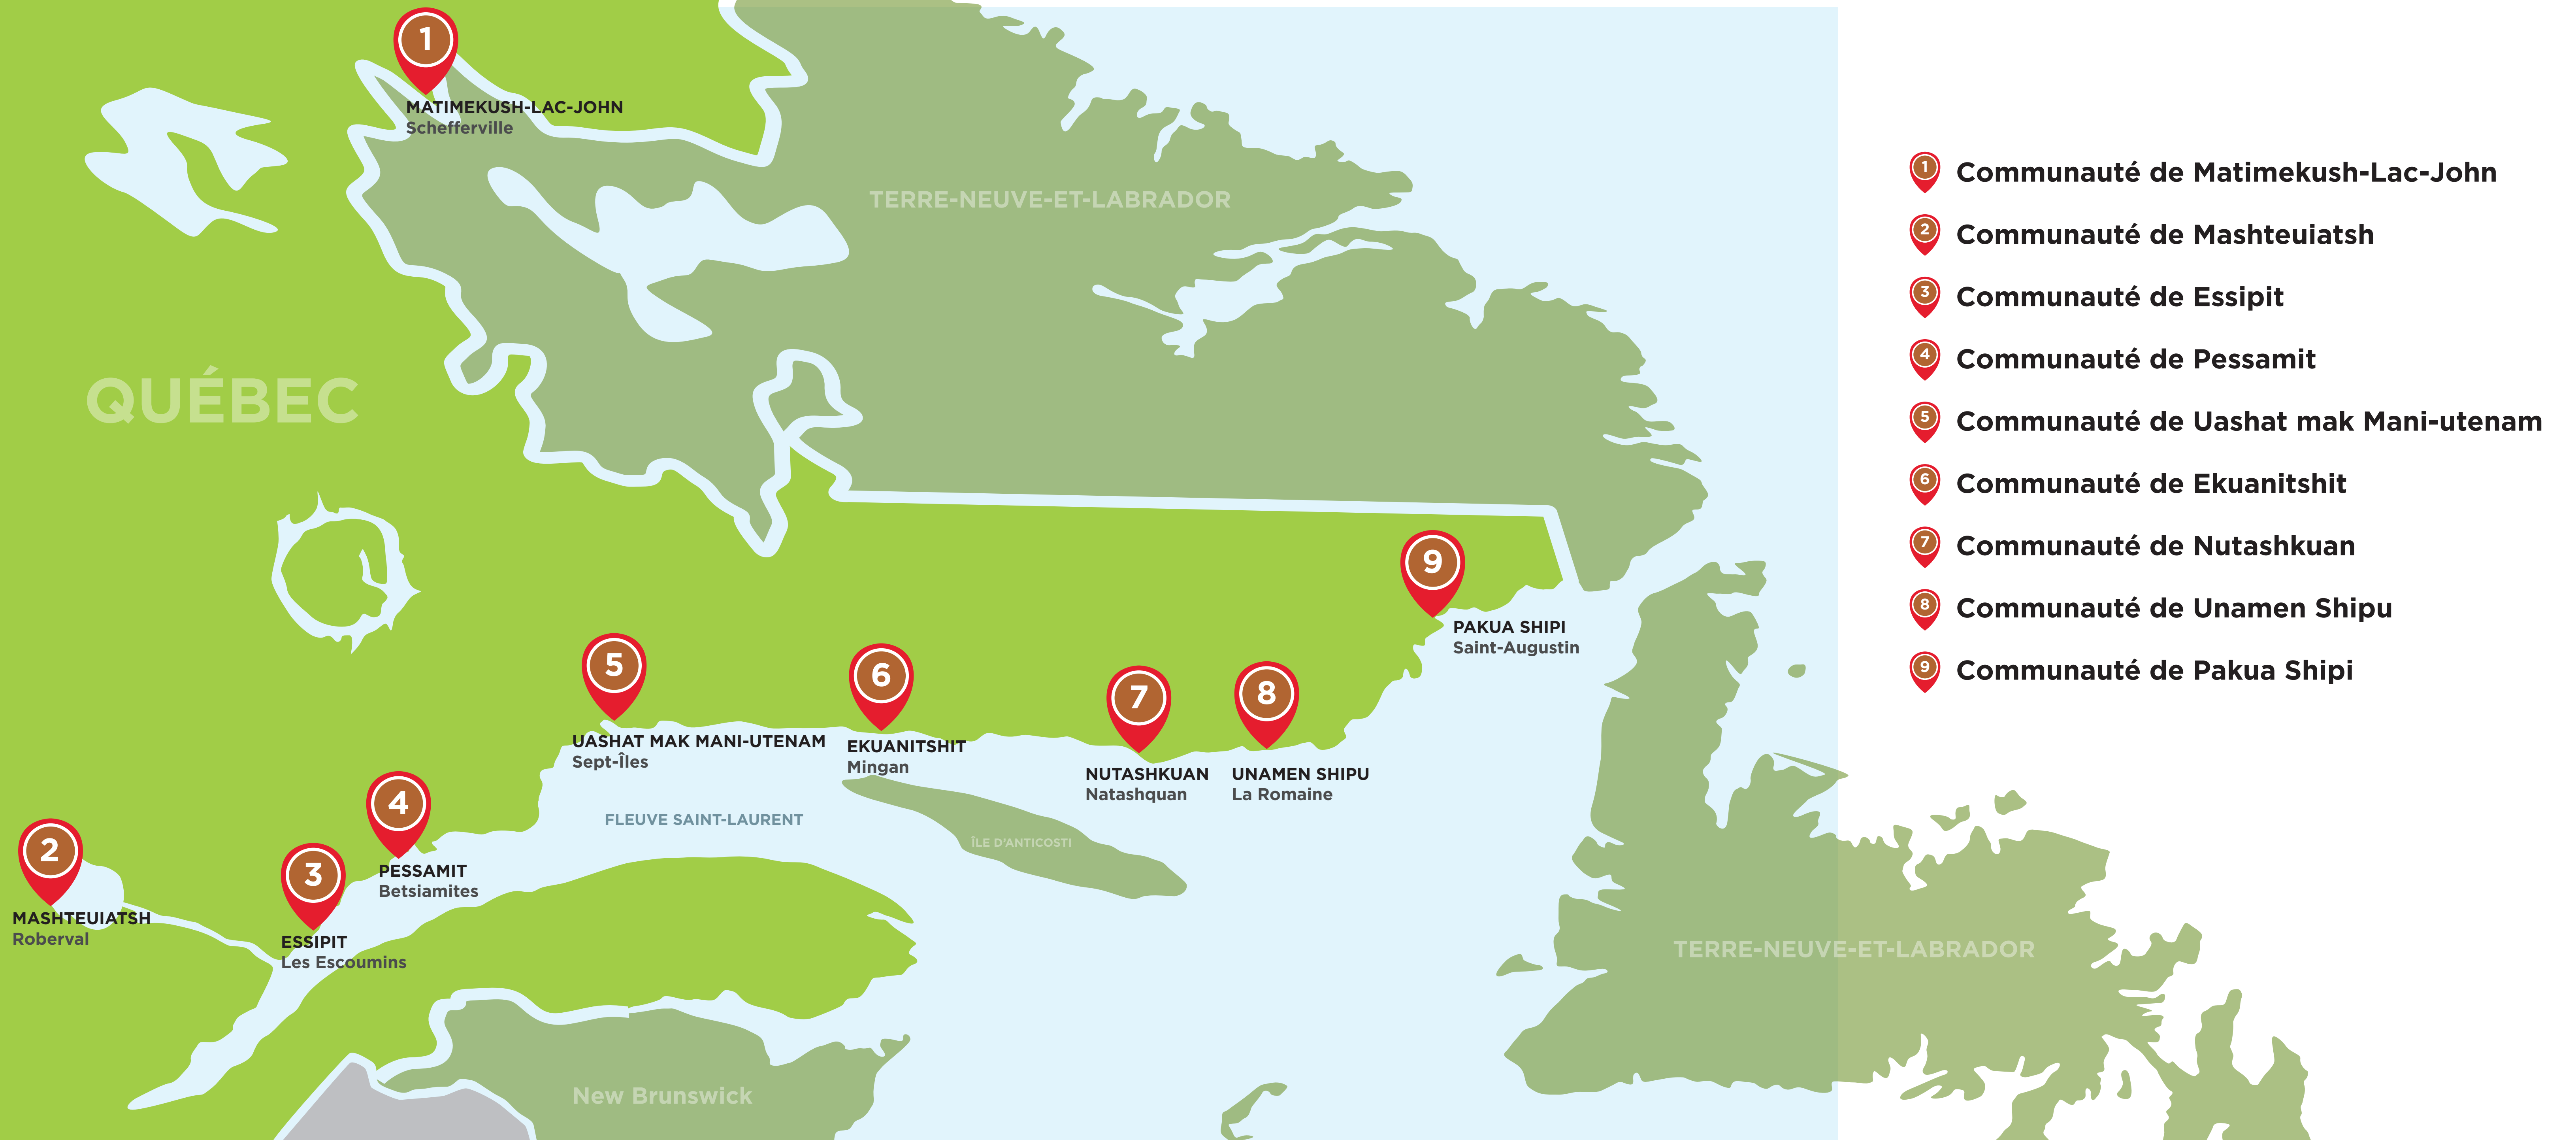 1
MATIMEKUSH-LAC-JOHN
Schefferville
TERRE-NEUVE-ET-LABRADOR
QUÉBEC
9
PAKUA SHIPI
Saint-Augustin
5
UASHAT MAK MANI-UTENAM
Sept-Îles
6
EKUANITSHIT
Mingan
7
NUTASHKUAN
Natashquan
8
UNAMEN SHIPU
La Romaine
4
PESSAMIT
Betsiamites
FLEUVE SAINT-LAURENT
ÎLE D'ANTICOSTI
2
MASHTEUIATSH
Roberval
3
ESSIPIT
Les Escoumins
TERRE-NEUVE-ET-LABRADOR
New Brunswick
1 Communauté de Matimekush-Lac-John
2 Communauté de Mashteuiatsh
3 Communauté de Essipit
4 Communauté de Pessamit
5 Communauté de Uashat mak Mani-utenam
6 Communauté de Ekuanitshit
7 Communauté de Nutashkuan
8 Communauté de Unamen Shipu
9 Communauté de Pakua Shipi